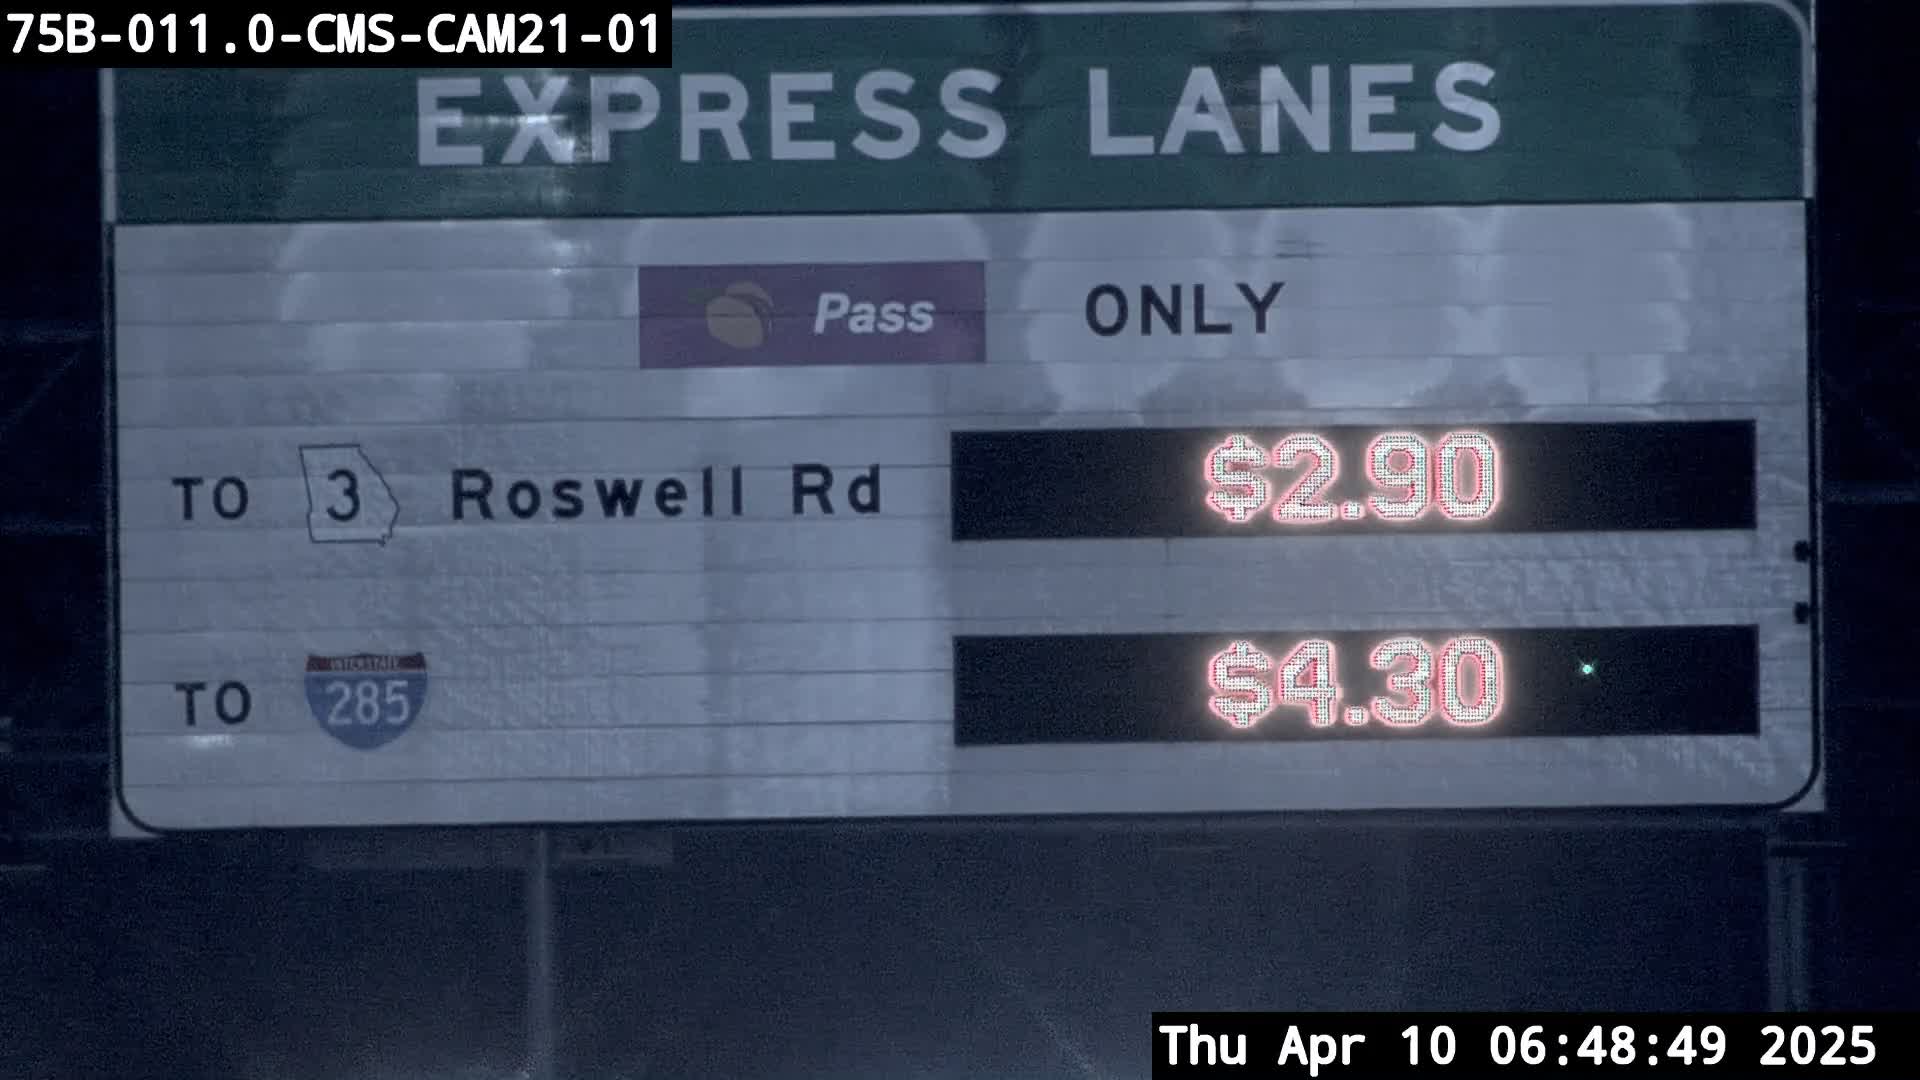 75B-011.0-CMS-CAM21-01
EXPRESS LANES
Pass ONLY
TO 3 Roswell Rd $2.90
INTERSTATE
TO 285 $4.30
Thu Apr 10 06:48:49 2025